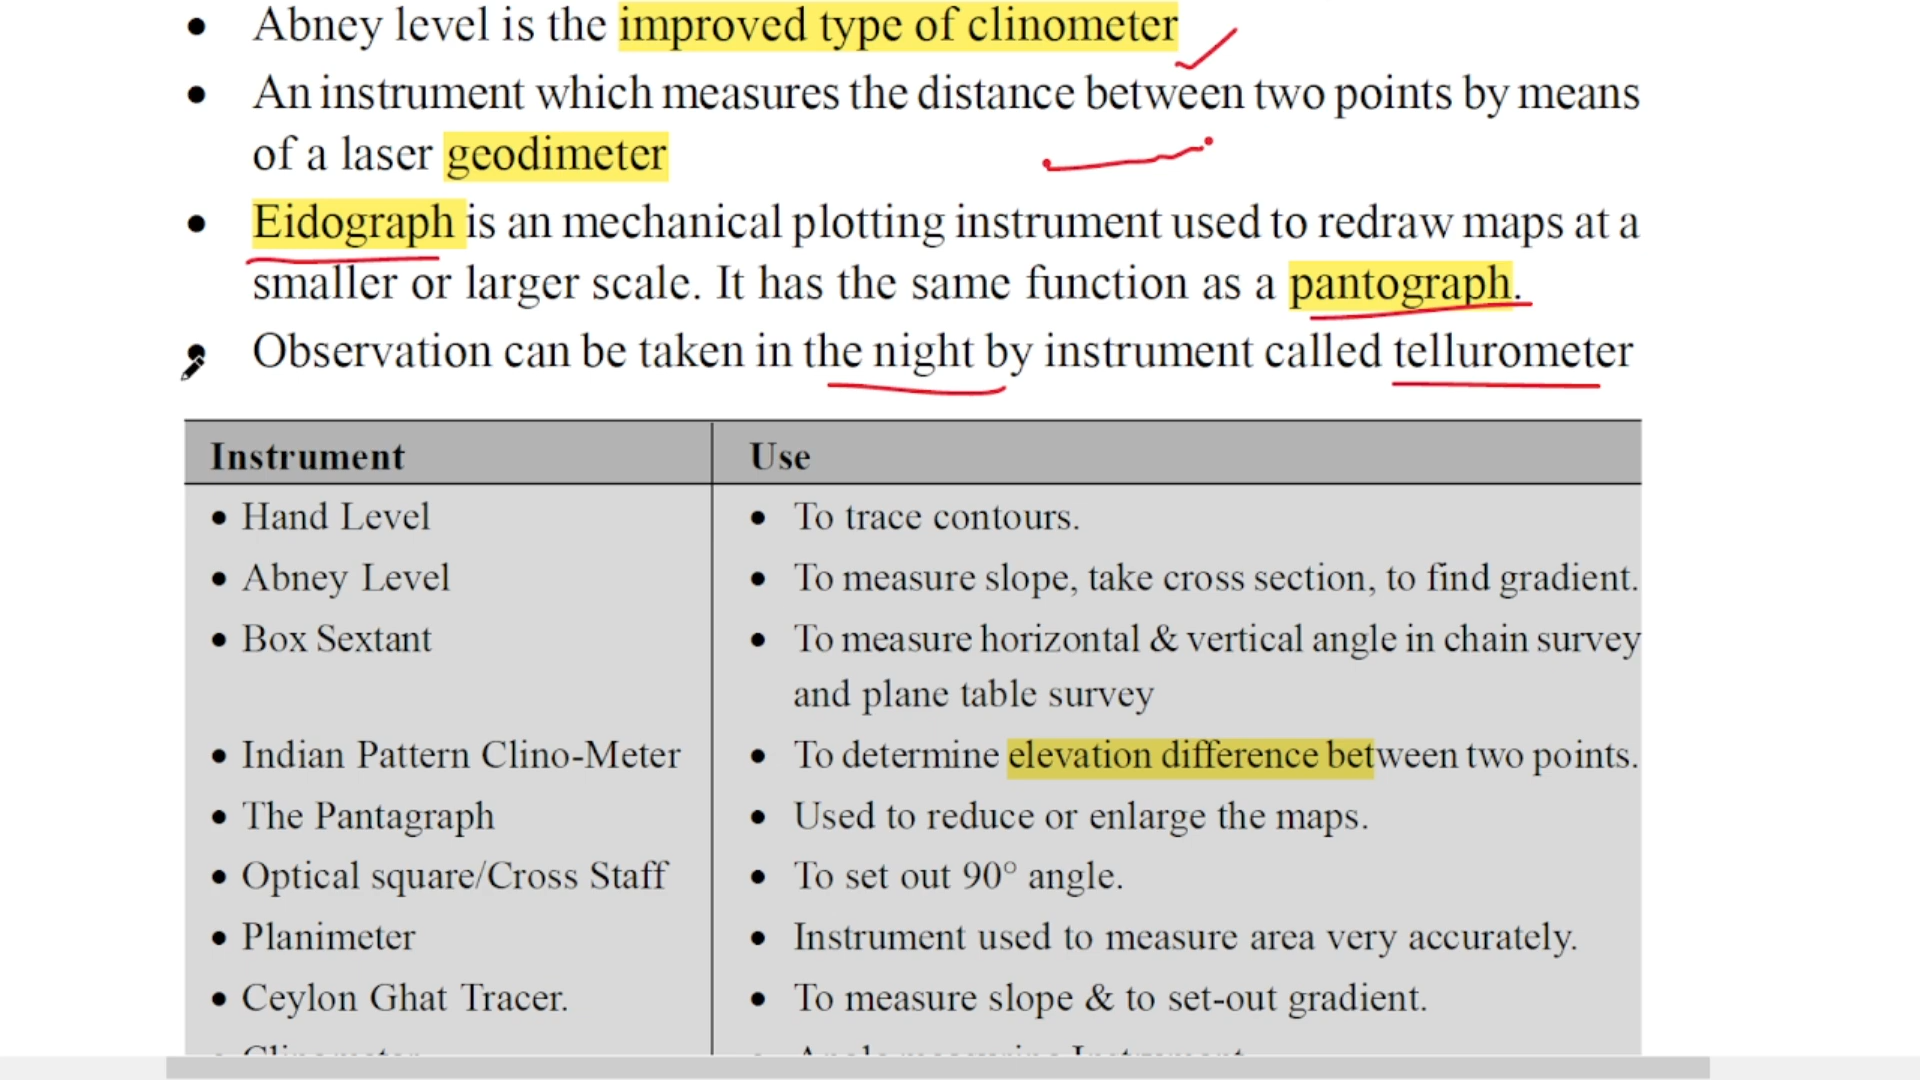 • Abney level is the improved type of clinometer
• An instrument which measures the distance between two points by means
of a laser geodimeter
• Eidograph is an mechanical plotting instrument used to redraw maps at a
smaller or larger scale. It has the same function as a pantograph.
• Observation can be taken in the night by instrument called tellurometer
Instrument Use
• Hand Level • To trace contours.
• Abney Level • To measure slope, take cross section, to find gradient.
• Box Sextant • To measure horizontal & vertical angle in chain survey
and plane table survey
• Indian Pattern Clino-Meter • To determine elevation difference between two points.
• The Pantagraph • Used to reduce or enlarge the maps.
• Optical square/Cross Staff • To set out 90° angle.
• Planimeter • Instrument used to measure area very accurately.
• Ceylon Ghat Tracer. • To measure slope & to set-out gradient.